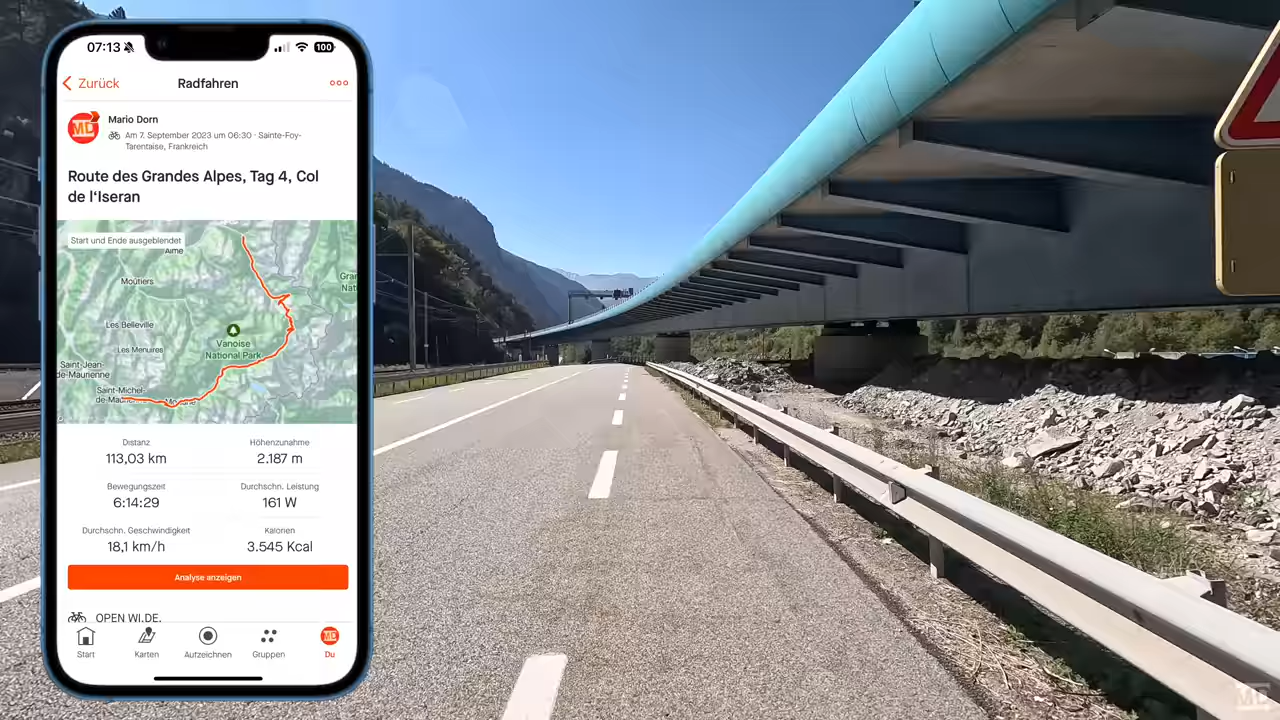 07:13
100
Zurück
Radfahren
MD
Mario Dorn
Am 7. September 2023 um 06:30 · Sainte-Foy-
Tarentaise, Frankreich
Route des Grandes Alpes, Tag 4, Col
de l‘Iseran
Start und Ende ausgeblendet
Aime
Moûtiers
Les Belleville
Les Menuires
Vanoise
National Park
Saint-Jean-
de-Maurienne
Saint-Michel-
Distanz
Höhenzunahme
113,03 km
2.187 m
Bewegungszeit
Durchschn. Leistung
6:14:29
161 W
Durchschn. Geschwindigkeit
Kalorien
18,1 km/h
3.545 Kcal
Analyse anzeigen
OPEN WI.DE.
Start
Karten
Aufzeichnen
Gruppen
MD
Du